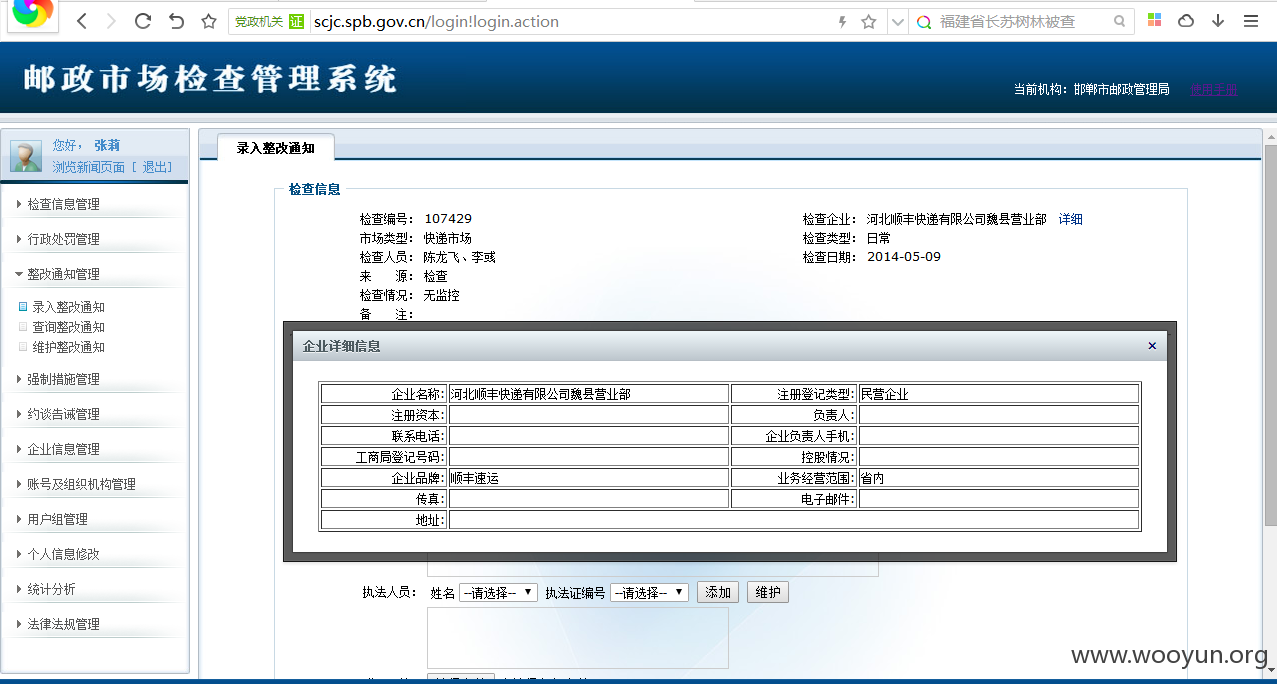 党政机关 证 scjc.spb.gov.cn/login!login.action 福建省长苏树林被查
邮政市场检查管理系统
当前机构：邯郸市邮政管理局 使用手册
您好， 张莉
浏览新闻页面 [ 退出]
检查信息管理
行政处罚管理
整改通知管理
录入整改通知
查询整改通知
维护整改通知
强制措施管理
约谈告诫管理
企业信息管理
账号及组织机构管理
用户组管理
个人信息修改
统计分析
法律法规管理
录入整改通知
检查信息
检查编号： 107429 检查企业： 河北顺丰快递有限公司魏县营业部 详细
市场类型： 快递市场 检查类型： 日常
检查人员： 陈龙飞、李彧 检查日期： 2014-05-09
来 源： 检查
检查情况： 无监控
备 注：
企业详细信息 ×
企业名称: 河北顺丰快递有限公司魏县营业部 注册登记类型: 民营企业
注册资本: 负责人:
联系电话: 企业负责人手机:
工商局登记号码: 控股情况:
企业品牌: 顺丰速运 业务经营范围: 省内
传真: 电子邮件:
地址:
执法人员： 姓名 --请选择-- 执法证编号 --请选择-- 添加 维护
www.wooyun.org